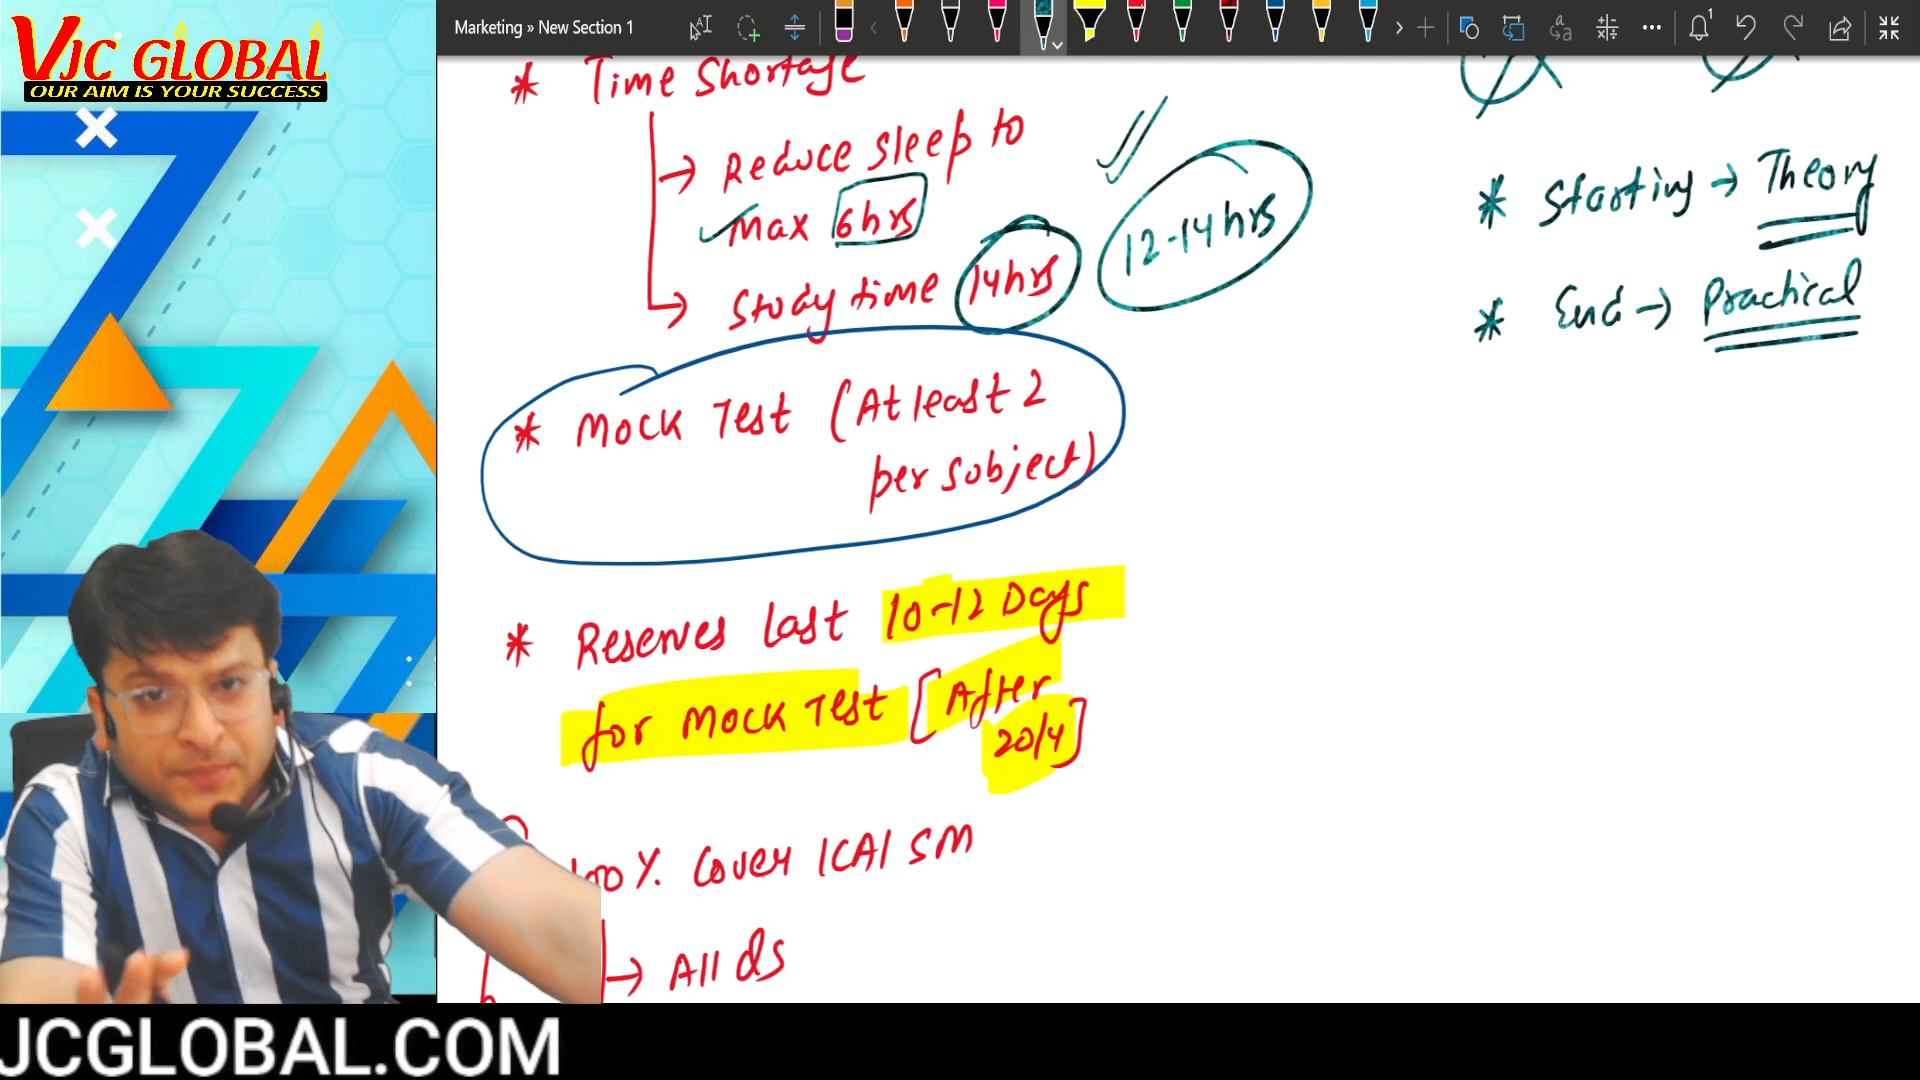 VJC GLOBAL
OUR AIM IS YOUR SUCCESS
Marketing » New Section 1
* Time Shortage
→ Reduce sleep to
Max 6hrs
12-14hrs
→ Study time 14hrs
* Mock Test (At least 2
per subject)
* Reserves Last 10-12 Days
for Mock Test [After
20/4]
100% Cover ICAI SM
→ All
* Starting → Theory
* End → Practical
JCGLOBAL.COM